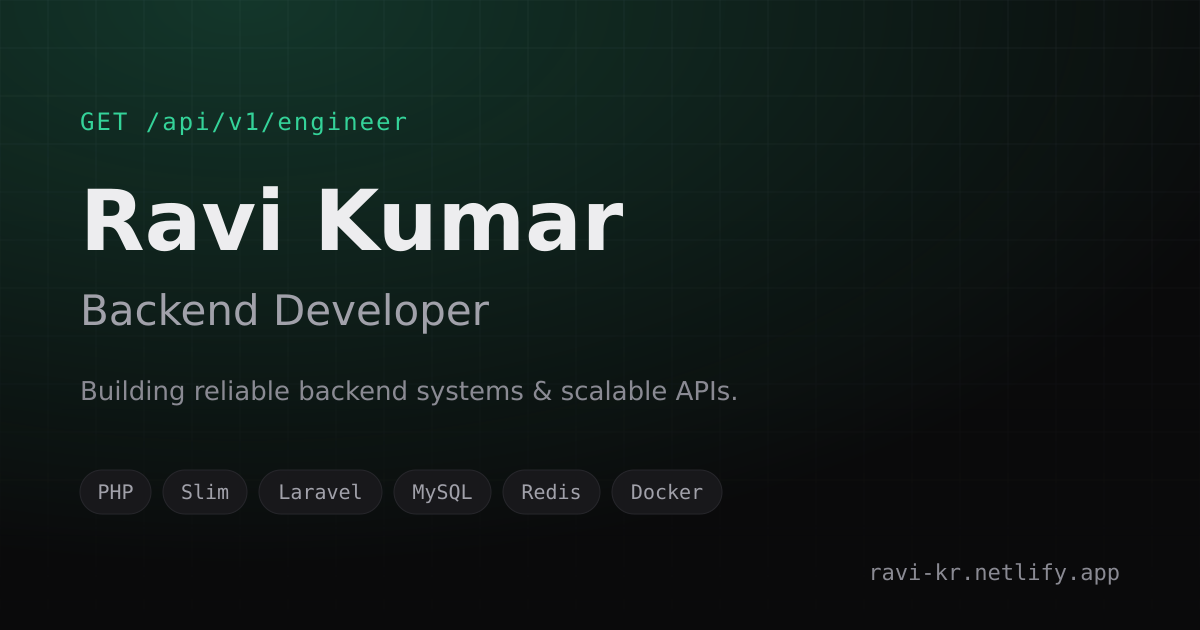 GET /api/v1/engineer
Ravi Kumar
Backend Developer
Building reliable backend systems & scalable APIs.
PHP Slim Laravel MySQL Redis Docker
ravi-kr.netlify.app